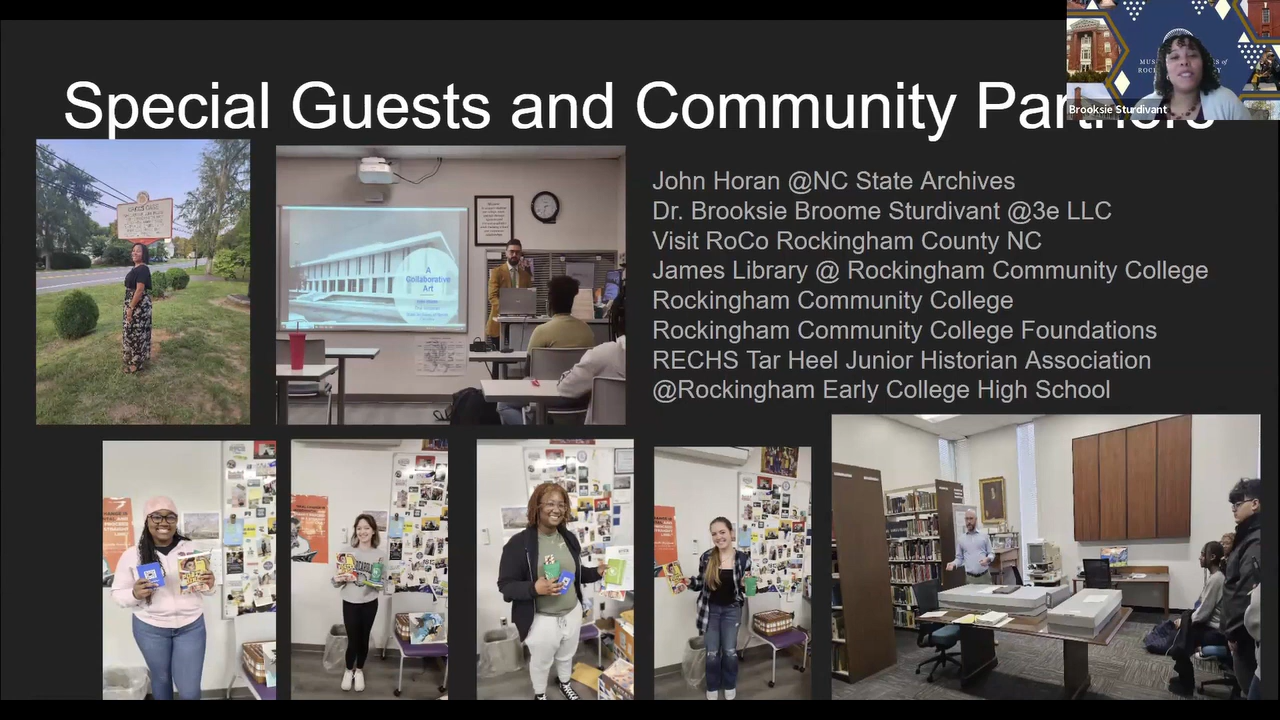 Special Guests and Community Partners
Brooksie Sturdivant
John Horan @NC State Archives
Dr. Brooksie Broome Sturdivant @3e LLC
Visit RoCo Rockingham County NC
James Library @ Rockingham Community College
Rockingham Community College
Rockingham Community College Foundations
RECHS Tar Heel Junior Historian Association
@Rockingham Early College High School
A
Collaborative
Art